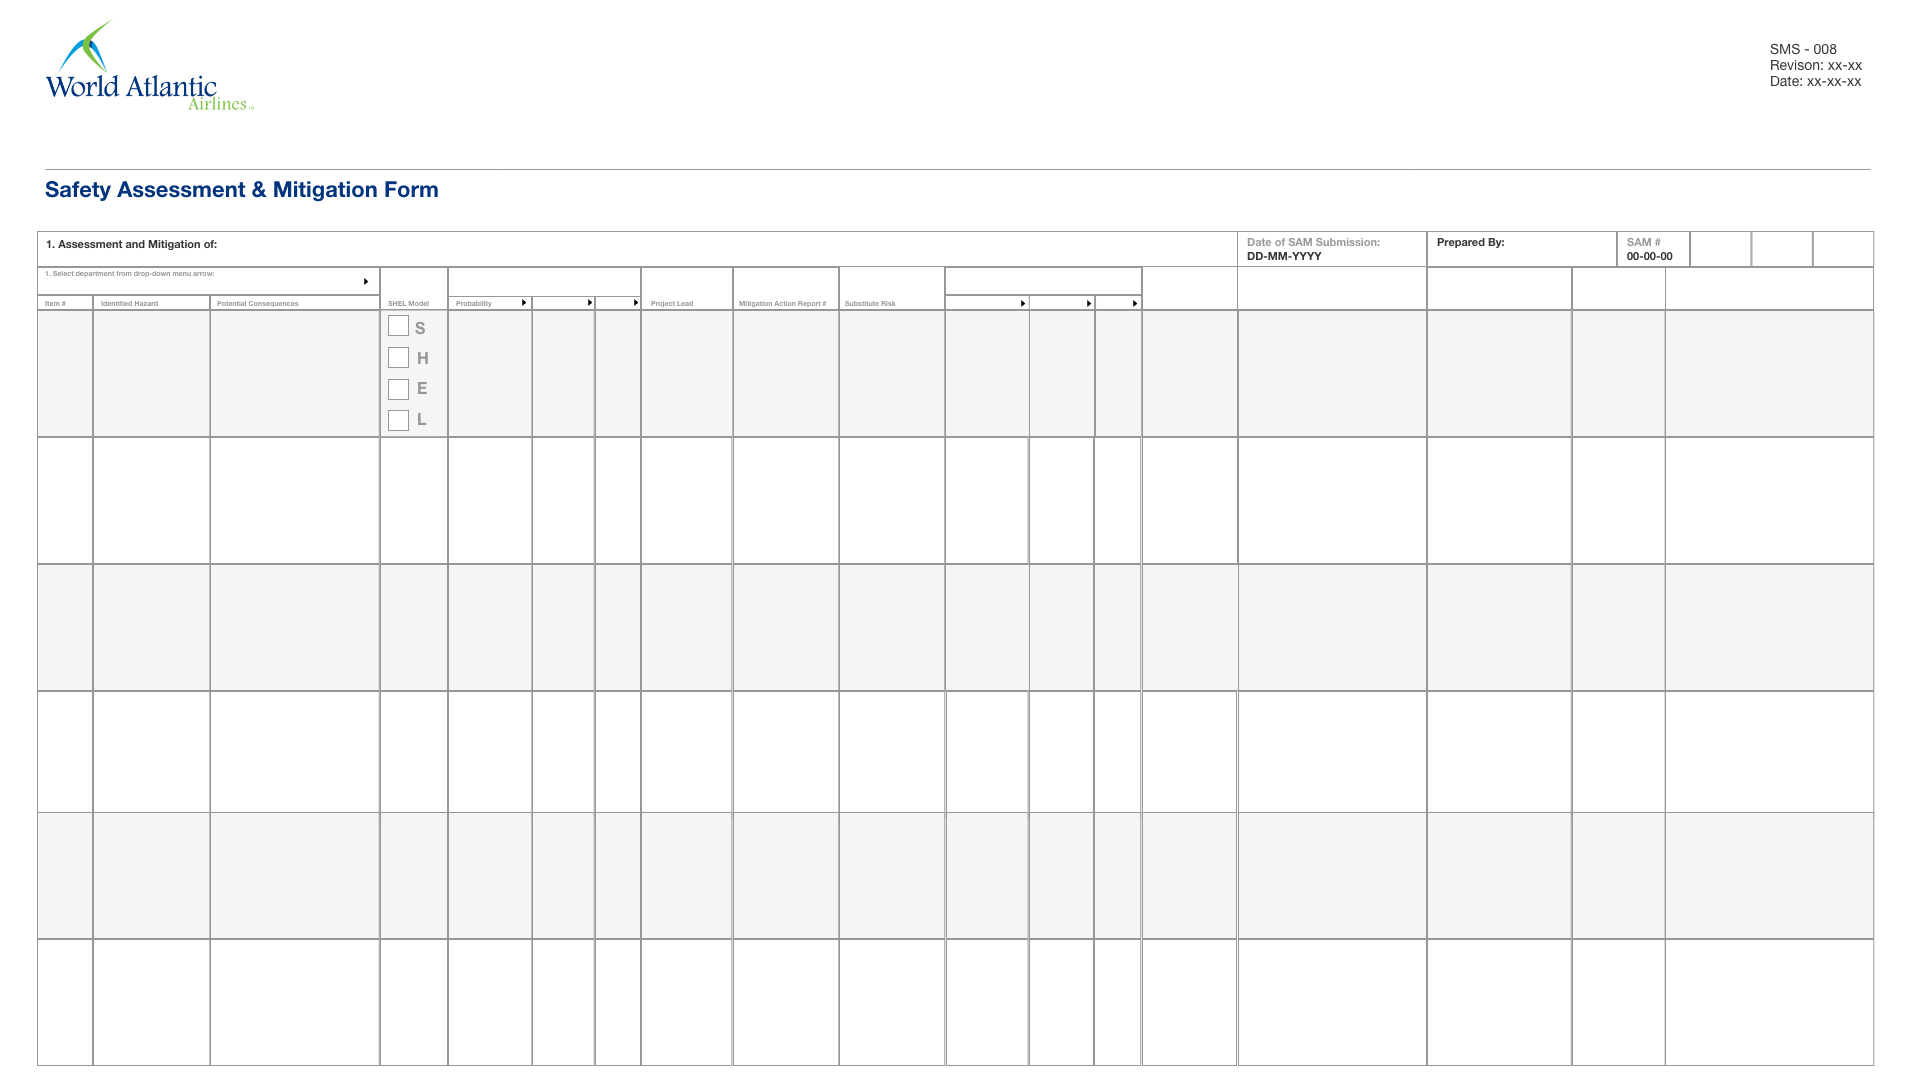 World Atlantic
Airlines
SMS - 008
Revison: xx-xx
Date: xx-xx-xx
Safety Assessment & Mitigation Form
1. Assessment and Mitigation of:
Date of SAM Submission:
DD-MM-YYYY
Prepared By:
SAM #
00-00-00
1. Select department from drop-down menu arrow:
Item #
Identified Hazard
Potential Consequences
SHEL Model
Probability
Project Lead
Mitigation Action Report #
Substitute Risk
S
H
E
L